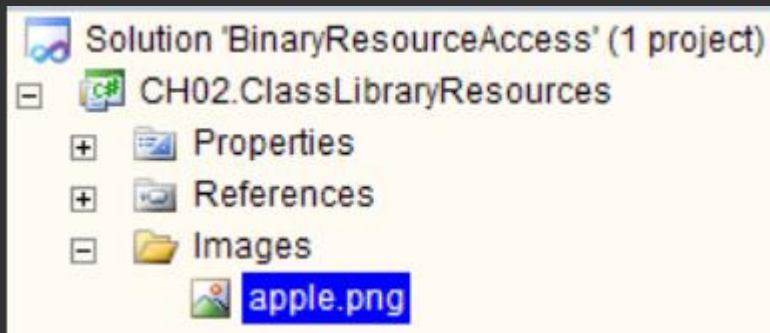 Solution 'BinaryResourceAccess' (1 project)
C# CH02.ClassLibraryResources
Properties
References
Images
apple.png